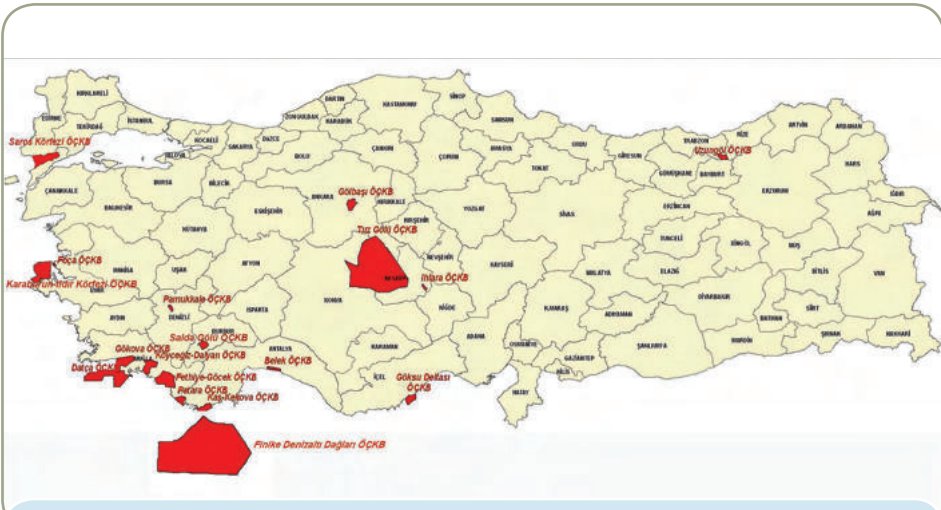 KIRKLARELİ
EDİRNE
TEKİRDAĞ
İSTANBUL
Saros Körfezi ÖÇKB
KOCAELİ
YALOVA
SAKARYA
DÜZCE
BOLU
ZONGULDAK
BARTIN
KARABÜK
KASTAMONU
SİNOP
ÇANKIRI
ÇORUM
SAMSUN
AMASYA
TOKAT
ORDU
GİRESUN
TRABZON
Uzungöl ÖÇKB
RİZE
ARTVİN
ARDAHAN
GÜMÜŞHANE
BAYBURT
KARS
IĞDIR
AĞRI
ERZURUM
ERZİNCAN
ÇANAKKALE
BALIKESİR
BURSA
BİLECİK
KÜTAHYA
ESKİŞEHİR
ANKARA
Gölbaşı ÖÇKB
KIRIKKALE
KIRŞEHİR
YOZGAT
SİVAS
Tuz Gölü ÖÇKB
AKSARAY
NEVŞEHİR
Ihlara ÖÇKB
KAYSERİ
TUNCELİ
BİNGÖL
MUŞ
BİTLİS
VAN
ELAZIĞ
MALATYA
DİYARBAKIR
BATMAN
SİİRT
ŞIRNAK
HAKKARİ
MARDİN
ŞANLIURFA
ADIYAMAN
K.MARAŞ
GAZİANTEP
KİLİS
OSMANİYE
HATAY
ADANA
NİĞDE
KONYA
KARAMAN
İÇEL
Göksu Deltası
ÖÇKB
Foça ÖÇKB
Karaburun-Ildır Körfezi ÖÇKB
İZMİR
MANİSA
UŞAK
AFYON
Pamukkale ÖÇKB
DENİZLİ
AYDIN
ISPARTA
BURDUR
Salda Gölü ÖÇKB
ANTALYA
Belek ÖÇKB
Gökova ÖÇKB
MUĞLA
Köyceğiz-Dalyan ÖÇKB
Datça ÖÇKB
Fethiye-Göcek ÖÇKB
Patara ÖÇKB
Kaş-Kekova ÖÇKB
Finike Denizaltı Dağları ÖÇKB